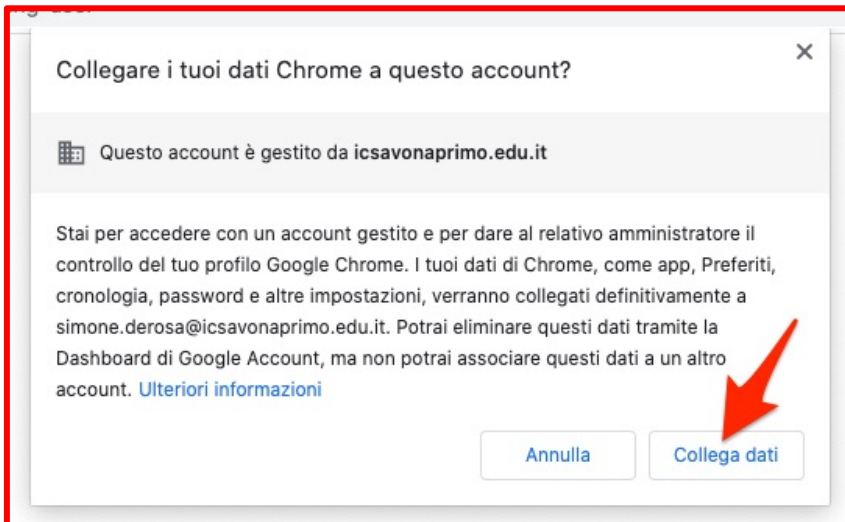 Collegare i tuoi dati Chrome a questo account?
Questo account è gestito da icsavonaprimo.edu.it
Stai per accedere con un account gestito e per dare al relativo amministratore il
controllo del tuo profilo Google Chrome. I tuoi dati di Chrome, come app, Preferiti,
cronologia, password e altre impostazioni, verranno collegati definitivamente a
simone.derosa@icsavonaprimo.edu.it. Potrai eliminare questi dati tramite la
Dashboard di Google Account, ma non potrai associare questi dati a un altro
account. Ulteriori informazioni
Annulla
Collega dati